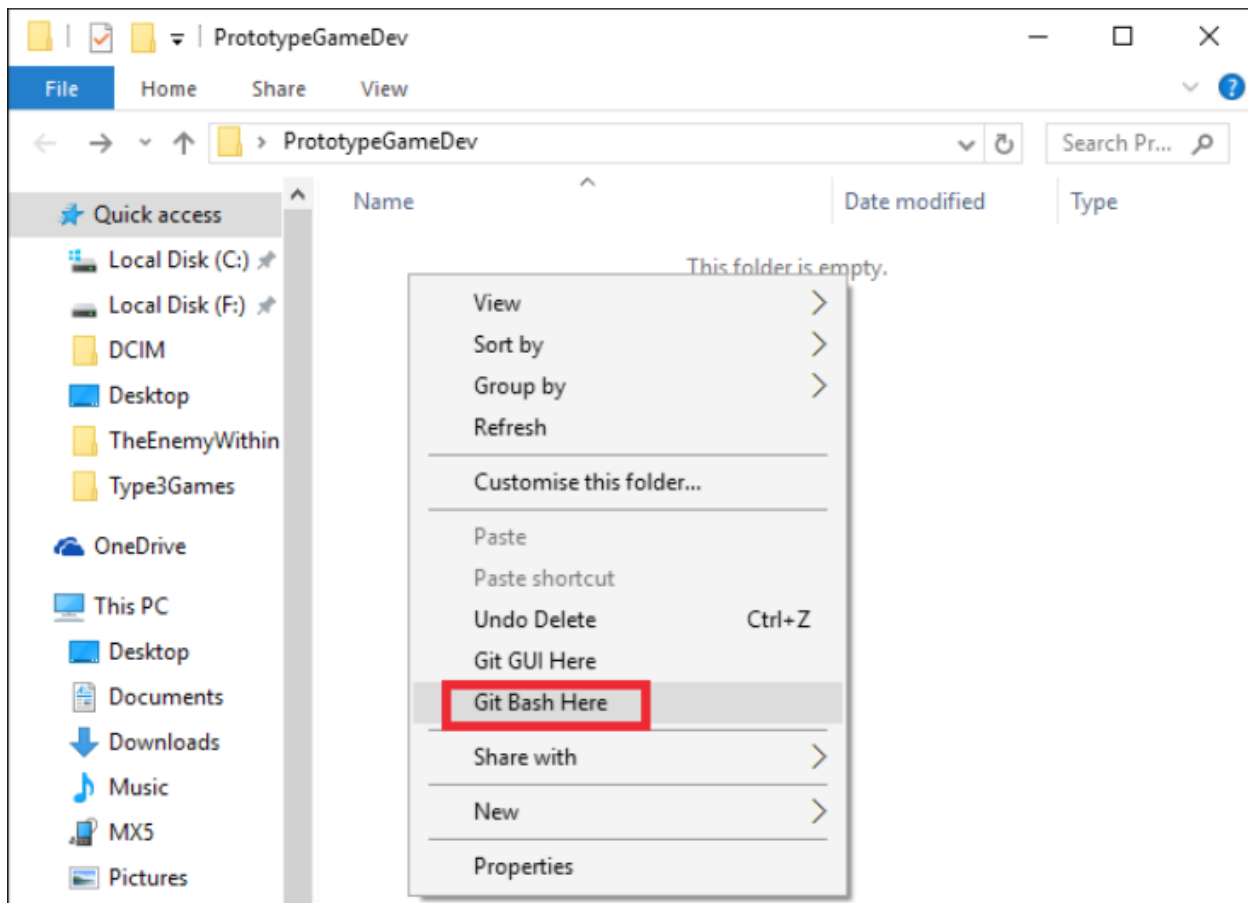 PrototypeGameDev
File Home Share View
PrototypeGameDev Search Pr...
Name Date modified Type
Quick access
Local Disk (C:)
Local Disk (F:)
DCIM
Desktop
TheEnemyWithin
Type3Games
OneDrive
This PC
Desktop
Documents
Downloads
Music
MX5
Pictures
This folder is empty.
View
Sort by
Group by
Refresh
Customise this folder...
Paste
Paste shortcut
Undo Delete Ctrl+Z
Git GUI Here
Git Bash Here
Share with
New
Properties